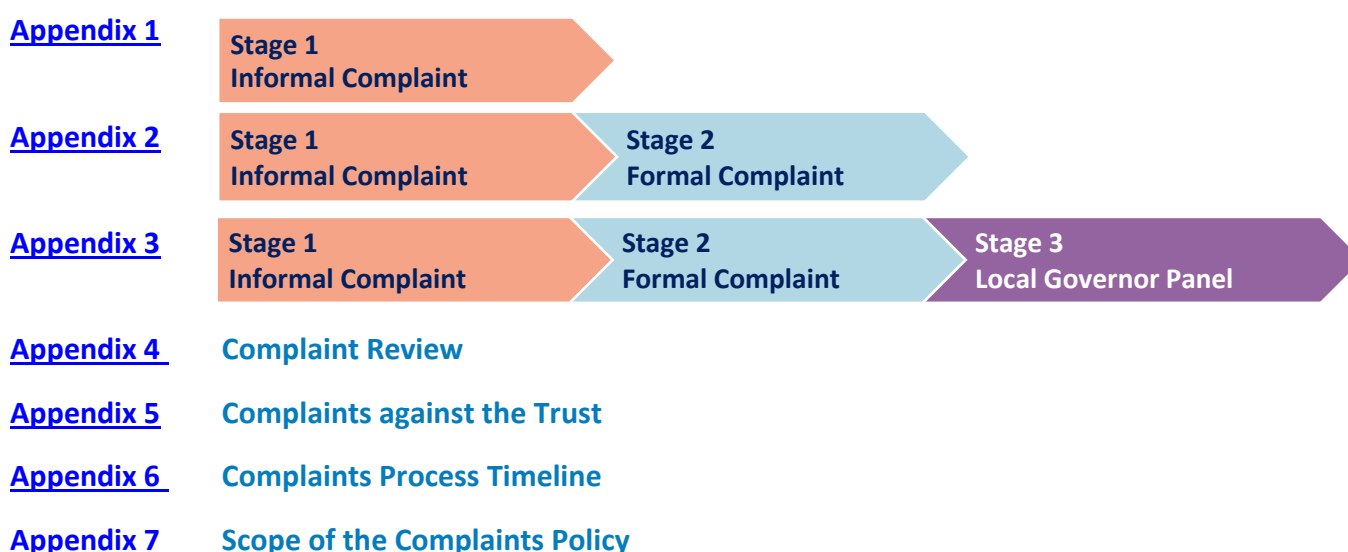 Appendix 1
Stage 1
Informal Complaint
Appendix 2
Stage 1
Informal Complaint
Stage 2
Formal Complaint
Appendix 3
Stage 1
Informal Complaint
Stage 2
Formal Complaint
Stage 3
Local Governor Panel
Appendix 4 Complaint Review
Appendix 5 Complaints against the Trust
Appendix 6 Complaints Process Timeline
Appendix 7 Scope of the Complaints Policy